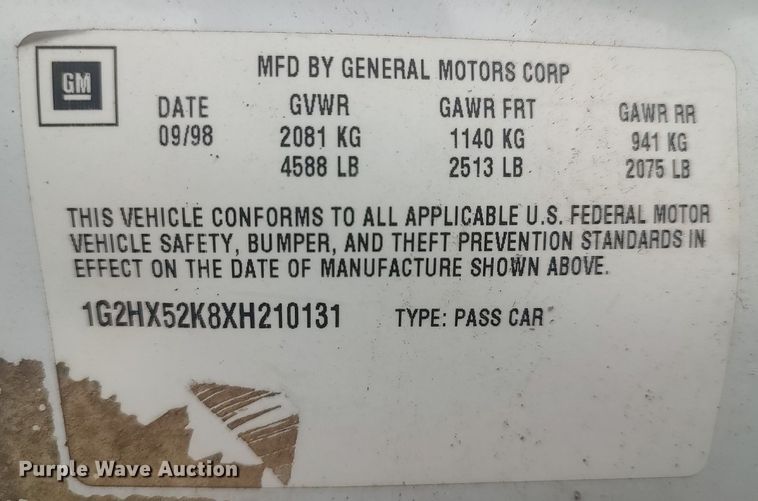 GM
MFD BY GENERAL MOTORS CORP
DATE GVWR GAWR FRT GAWR RR
09/98 2081 KG 1140 KG 941 KG
4588 LB 2513 LB 2075 LB
THIS VEHICLE CONFORMS TO ALL APPLICABLE U.S. FEDERAL MOTOR
VEHICLE SAFETY, BUMPER, AND THEFT PREVENTION STANDARDS IN
EFFECT ON THE DATE OF MANUFACTURE SHOWN ABOVE.
1G2HX52K8XH210131 TYPE: PASS CAR
Purple Wave Auction